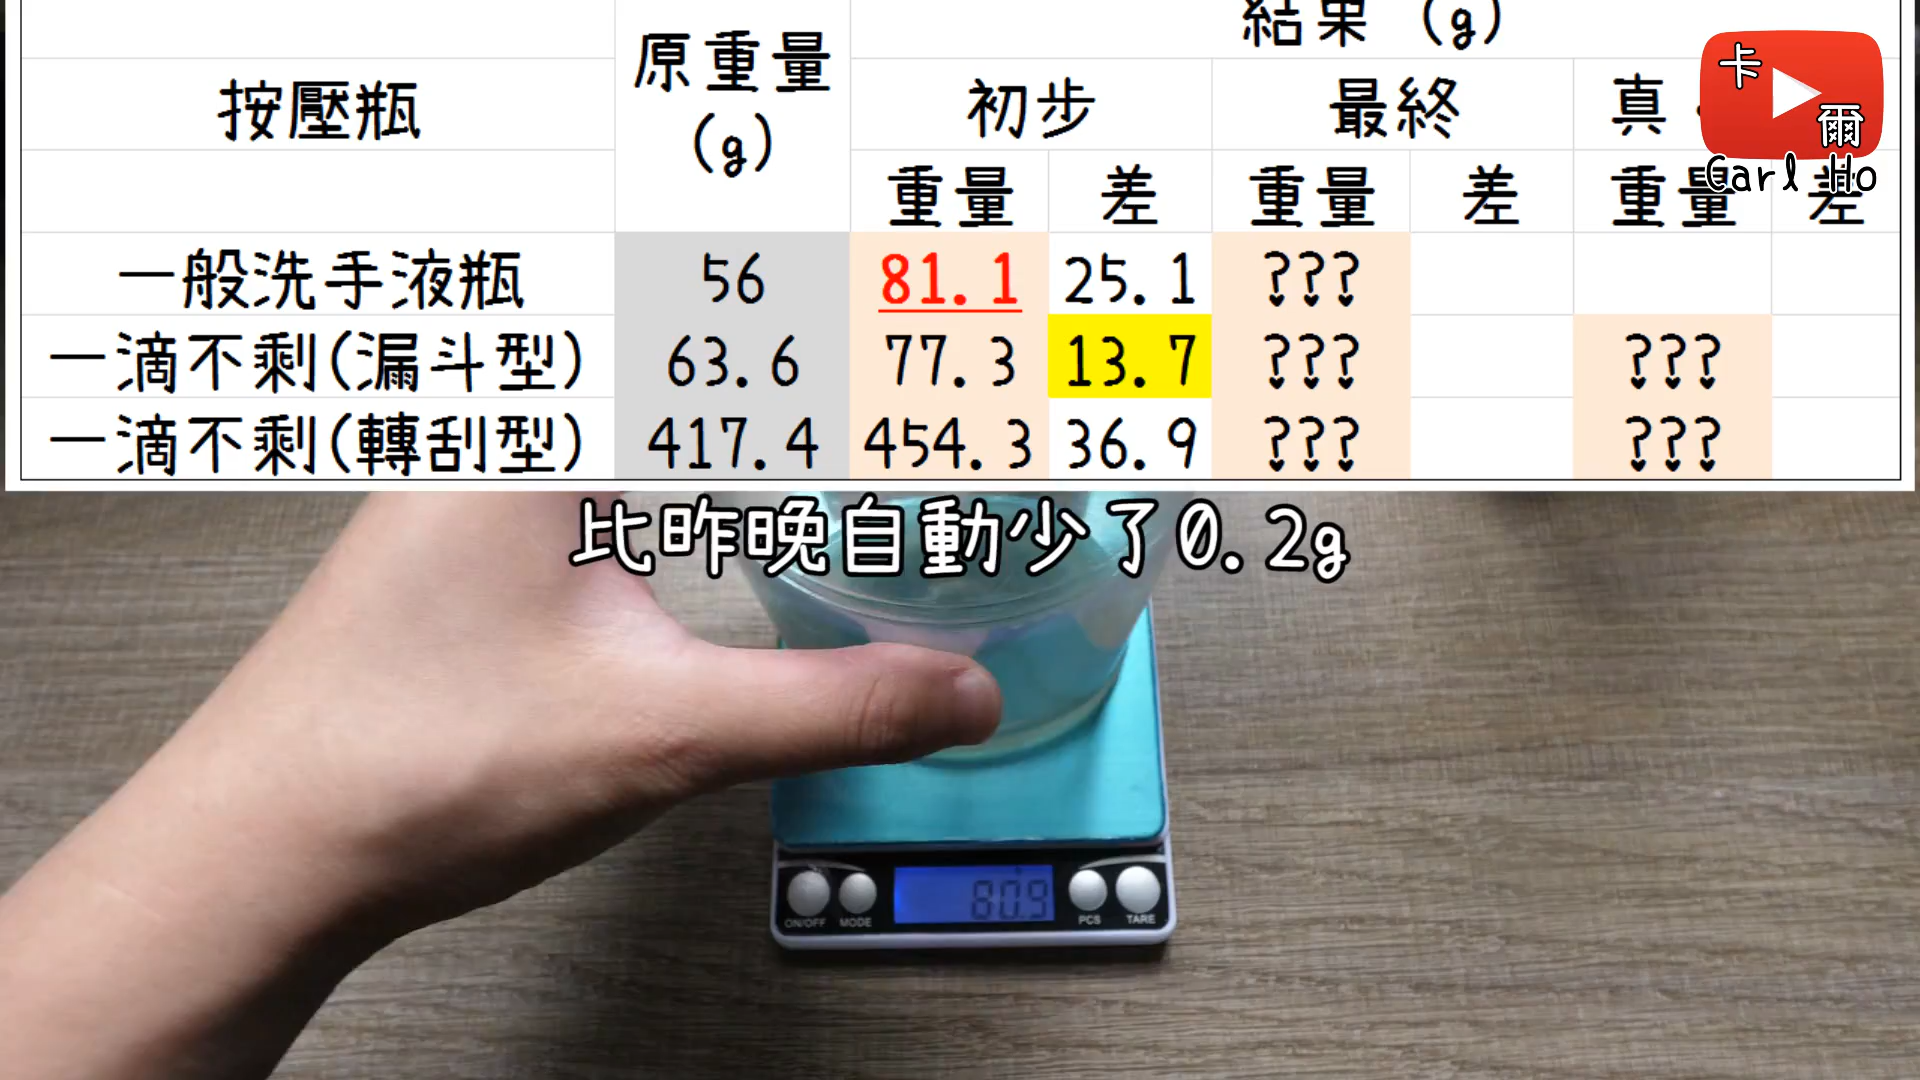 結果 (g)
按壓瓶 原重量 (g) 初步 最終 真
重量 差 重量 差 重量 差
一般洗手液瓶 56 81.1 25.1 ???
一滴不剩(漏斗型) 63.6 77.3 13.7 ??? ???
一滴不剩(轉刮型) 417.4 454.3 36.9 ??? ???
卡爾
Carl Ho
比昨晚自動少了0.2g
80.9
ON/OFF MODE PCS TARE